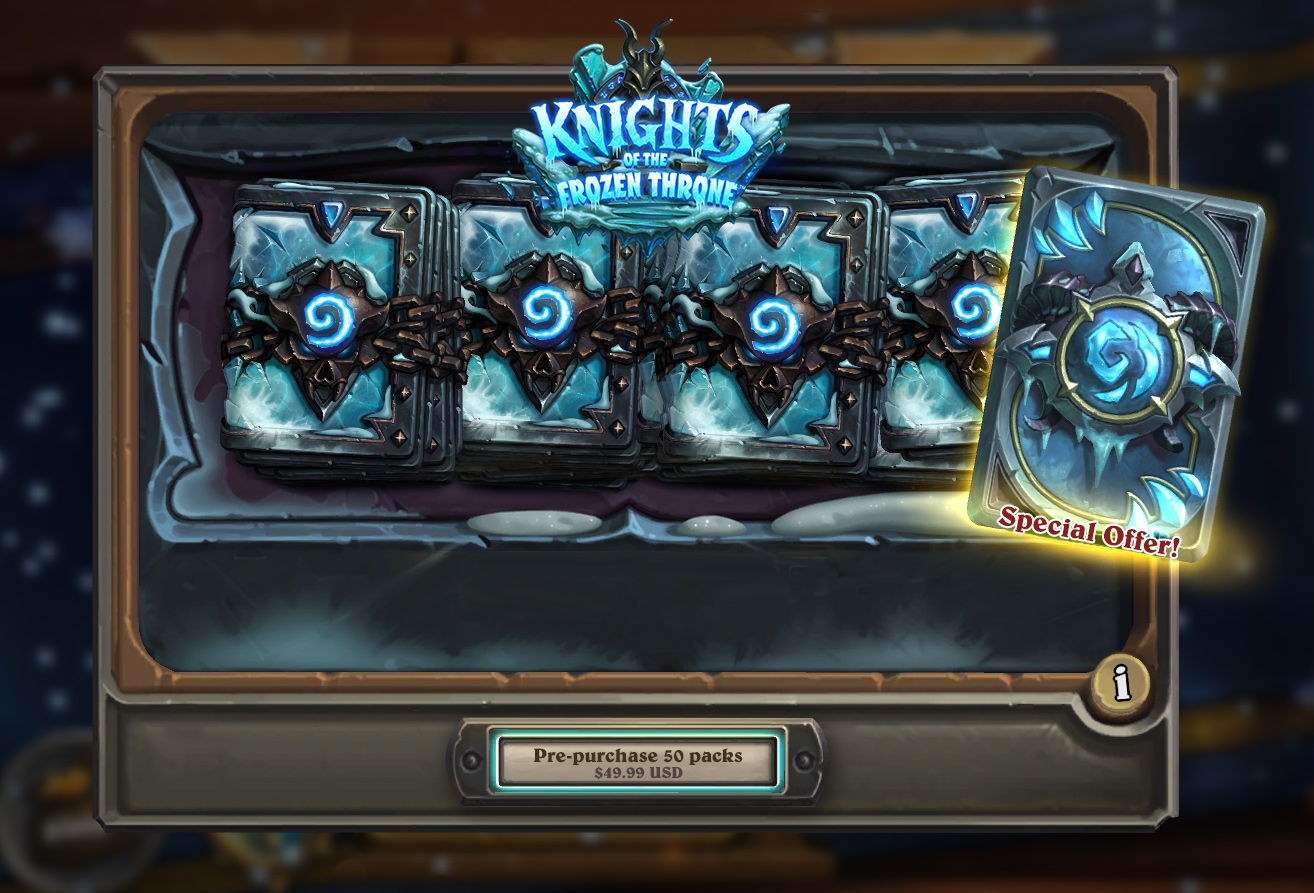 KNIGHTS
OF THE
FROZEN THRONE
Special Offer!
i
Pre-purchase 50 packs
$49.99 USD